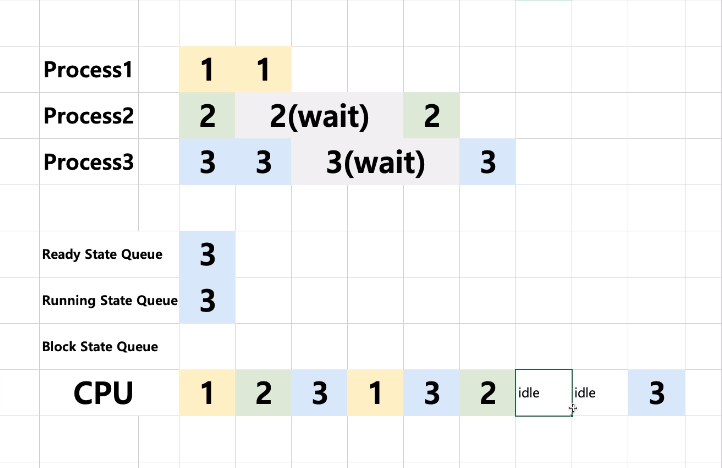 Process1 1 1
Process2 2 2(wait) 2
Process3 3 3 3(wait) 3
Ready State Queue 3
Running State Queue 3
Block State Queue
CPU 1 2 3 1 3 2 idle idle 3